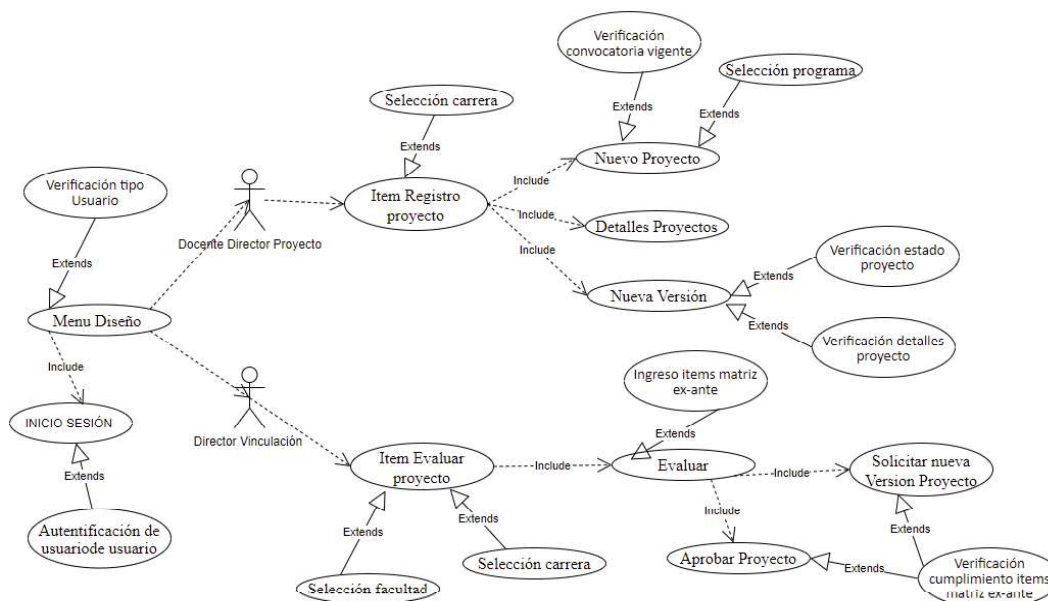 Verificación
convocatoria vigente
Selección programa
Selección carrera
Extends
Extends
Extends
Nuevo Proyecto
Verificación tipo
Usuario
Include
Item Registro
proyecto
Include
Detalles Proyectos
Docente Director Proyecto
Include
Extends
Verificación estado
proyecto
Extends
Nueva Versión
Menu Diseño
Extends
Verificación detalles
proyecto
Include
Ingreso items matriz
ex-ante
INICIO SESIÓN
Director Vinculación
Extends
Item Evaluar
proyecto
Include
Evaluar
Include
Solicitar nueva
Version Proyecto
Extends
Include
Autentificación de
usuariode usuario
Extends
Extends
Extends
Selección carrera
Aprobar Proyecto
Extends
Verificación
cumplimiento items
matriz ex-ante
Selección facultad